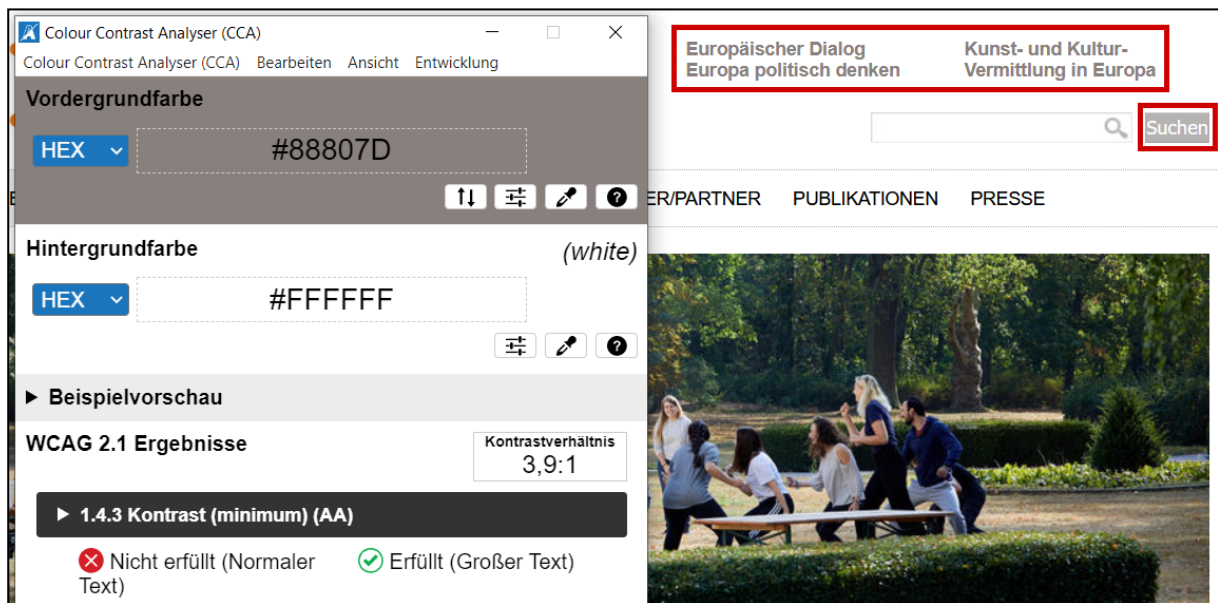 Colour Contrast Analyser (CCA)
Colour Contrast Analyser (CCA) Bearbeiten Ansicht Entwicklung
Vordergrundfarbe
HEX #88807D
Hintergrundfarbe (white)
HEX #FFFFFF
Beispielvorschau
WCAG 2.1 Ergebnisse
Kontrastverhältnis
3,9:1
1.4.3 Kontrast (minimum) (AA)
Nicht erfüllt (Normaler
Text)
Erfüllt (Großer Text)
Europäischer Dialog
Europa politisch denken
Kunst- und Kultur-
Vermittlung in Europa
Suchen
ER/PARTNER PUBLIKATIONEN PRESSE